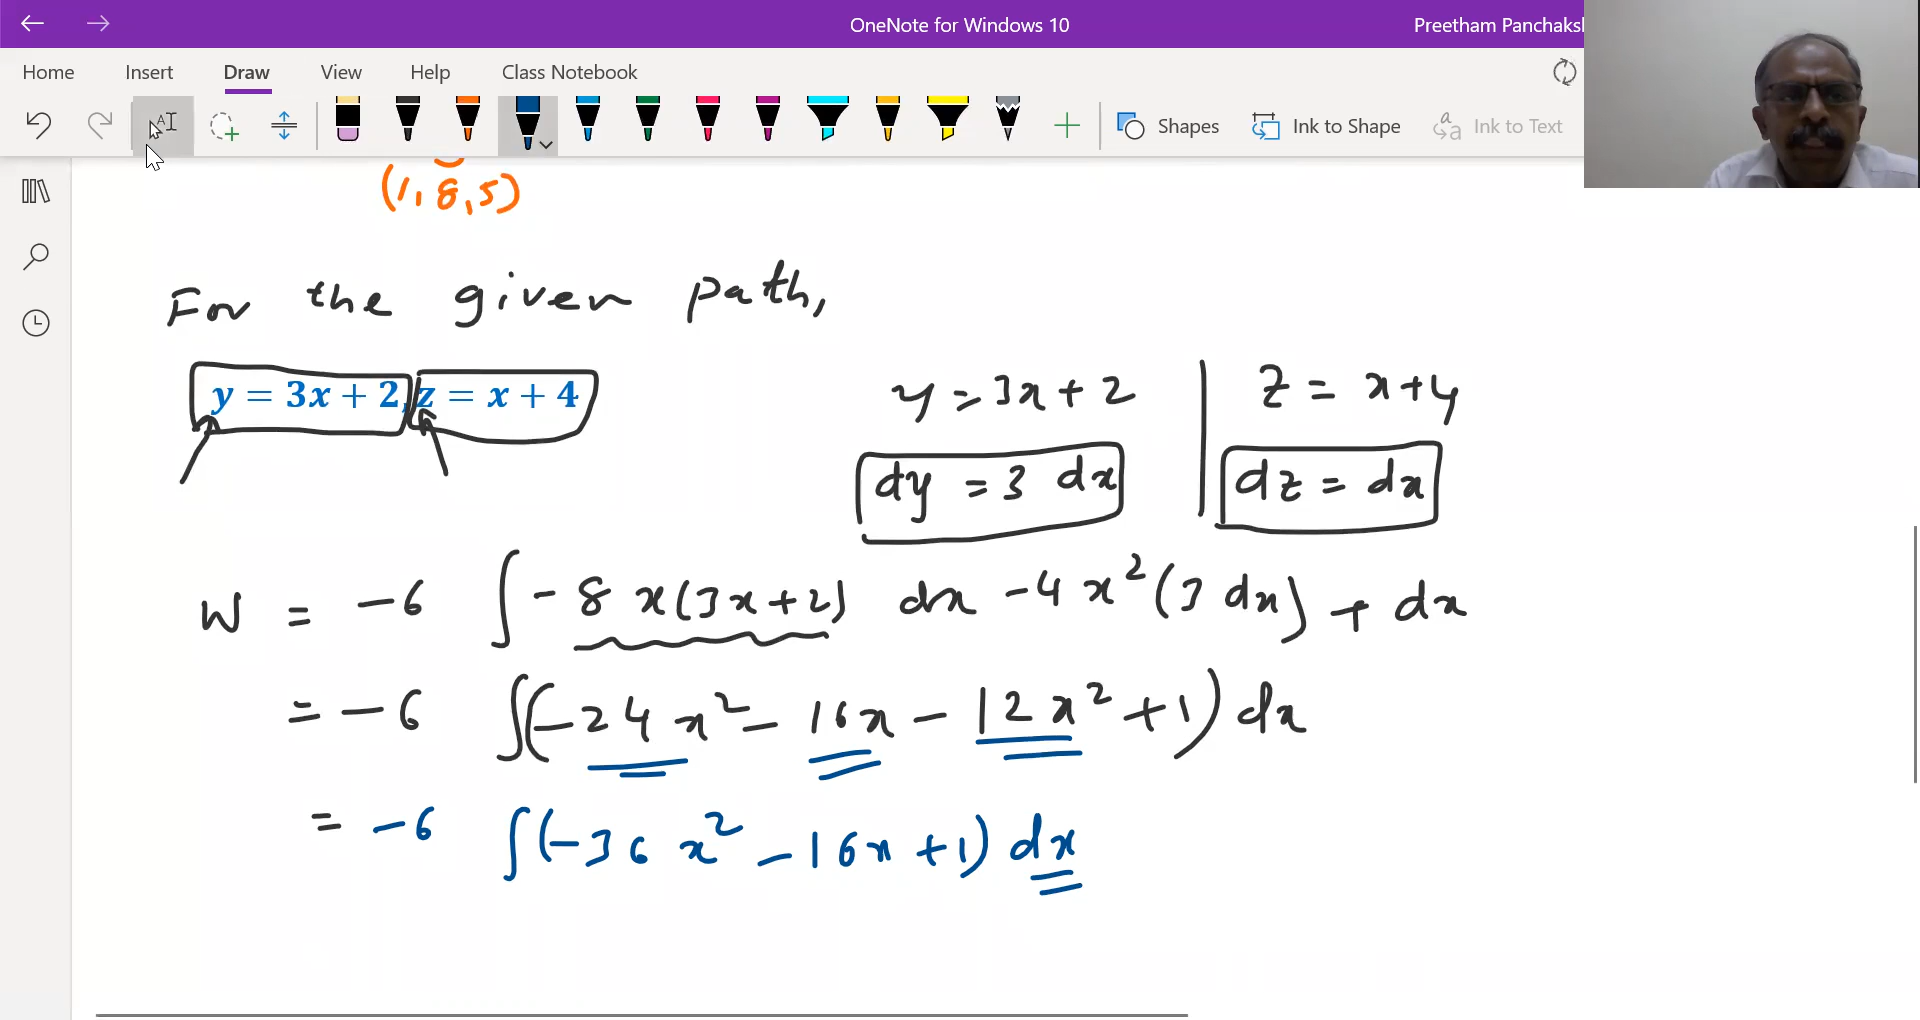 OneNote for Windows 10
Preetham Panchaksh
Home Insert Draw View Help Class Notebook
Shapes Ink to Shape Ink to Text
(1, 8, 5)
For the given path,
y = 3x + 2, z = x + 4
y = 3x + 2 | z = x + 4
dy = 3 dx | dz = dx
W = -6 ∫ -8 x(3x+2) dx -4 x² (3 dx) + dx
= -6 ∫(-24 x² - 16x - 12x² + 1) dx
= -6 ∫(-36 x² - 16x + 1) dx